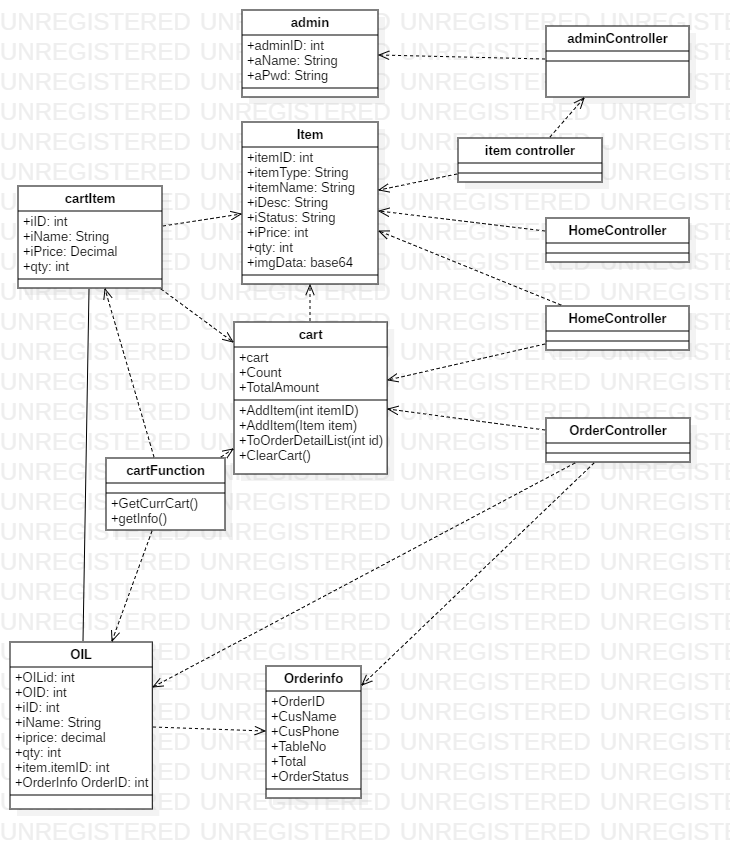 admin
+adminID: int
+aName: String
+aPwd: String
adminController
Item
+itemID: int
+itemType: String
+itemName: String
+iDesc: String
+iStatus: String
+iPrice: int
+qty: int
+imgData: base64
item controller
cartItem
+iID: int
+iName: String
+iPrice: Decimal
+qty: int
HomeController
HomeController
cart
+cart
+Count
+TotalAmount
+AddItem(int itemID)
+AddItem(Item item)
+ToOrderDetailList(int id)
+ClearCart()
OrderController
cartFunction
+GetCurrCart()
+getInfo()
OIL
+OILid: int
+OID: int
+iID: int
+iName: String
+iprice: decimal
+qty: int
+item.itemID: int
+OrderInfo OrderID: int
Orderinfo
+OrderID
+CusName
+CusPhone
+TableNo
+Total
+OrderStatus
UNREGISTERED